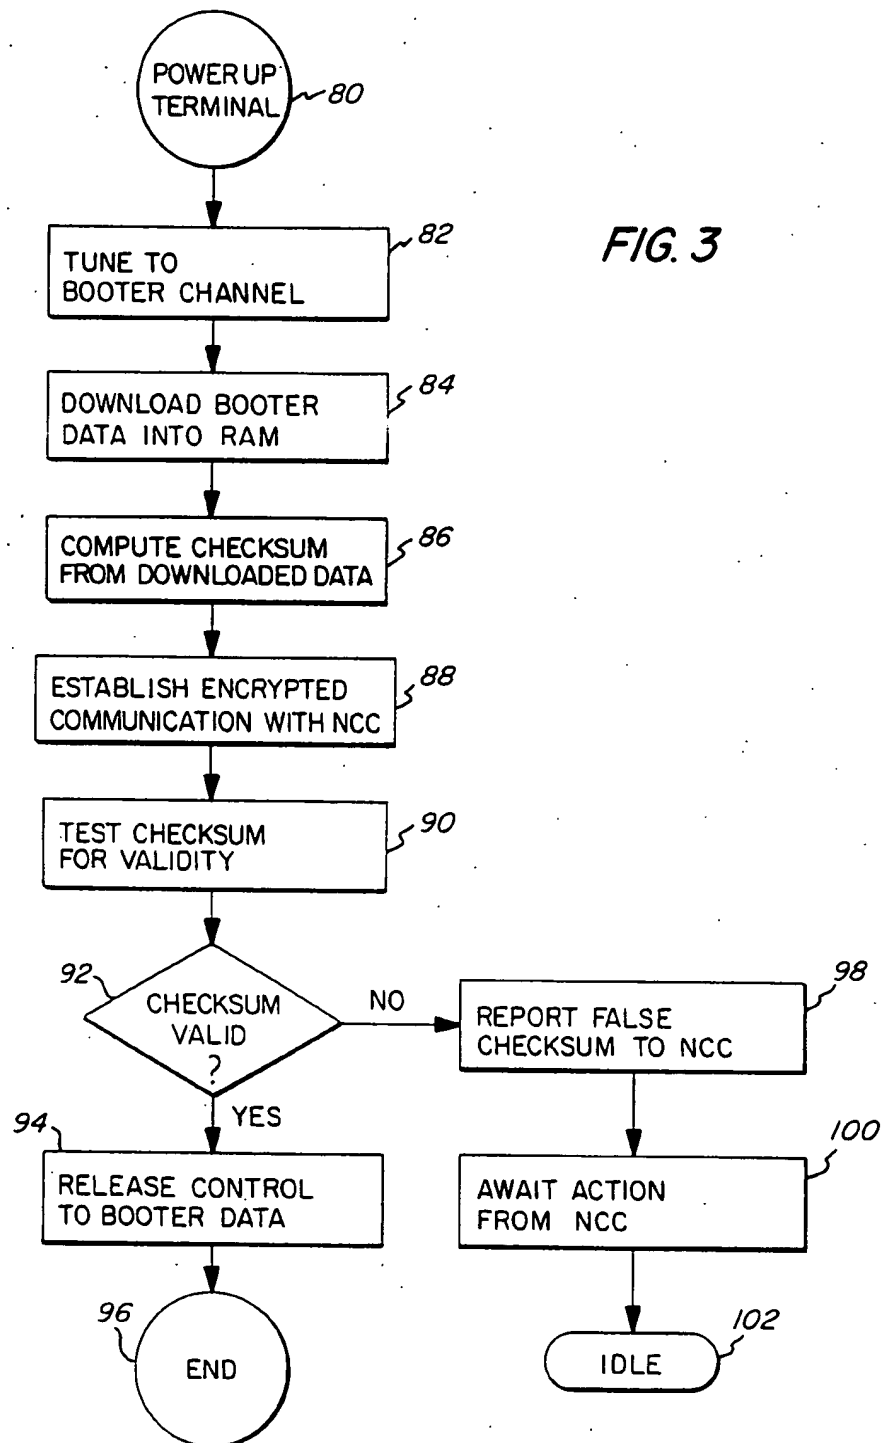 POWER UP
TERMINAL
80
FIG. 3
82
TUNE TO
BOOTER CHANNEL
84
DOWNLOAD BOOTER
DATA INTO RAM
86
COMPUTE CHECKSUM
FROM DOWNLOADED DATA
88
ESTABLISH ENCRYPTED
COMMUNICATION WITH NCC
90
TEST CHECKSUM
FOR VALIDITY
92
CHECKSUM
VALID
?
NO
YES
98
REPORT FALSE
CHECKSUM TO NCC
94
RELEASE CONTROL
TO BOOTER DATA
100
AWAIT ACTION
FROM NCC
96
END
102
IDLE